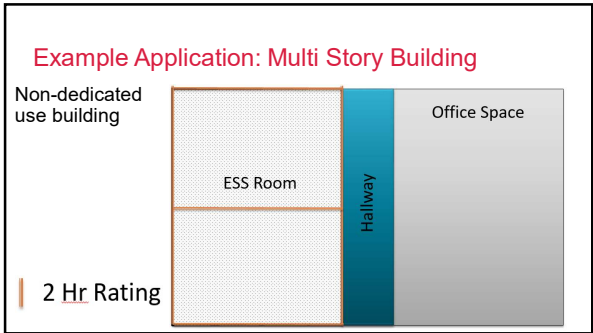 Example Application: Multi Story Building
Non-dedicated
use building
Office Space
ESS Room
Hallway
2 Hr Rating